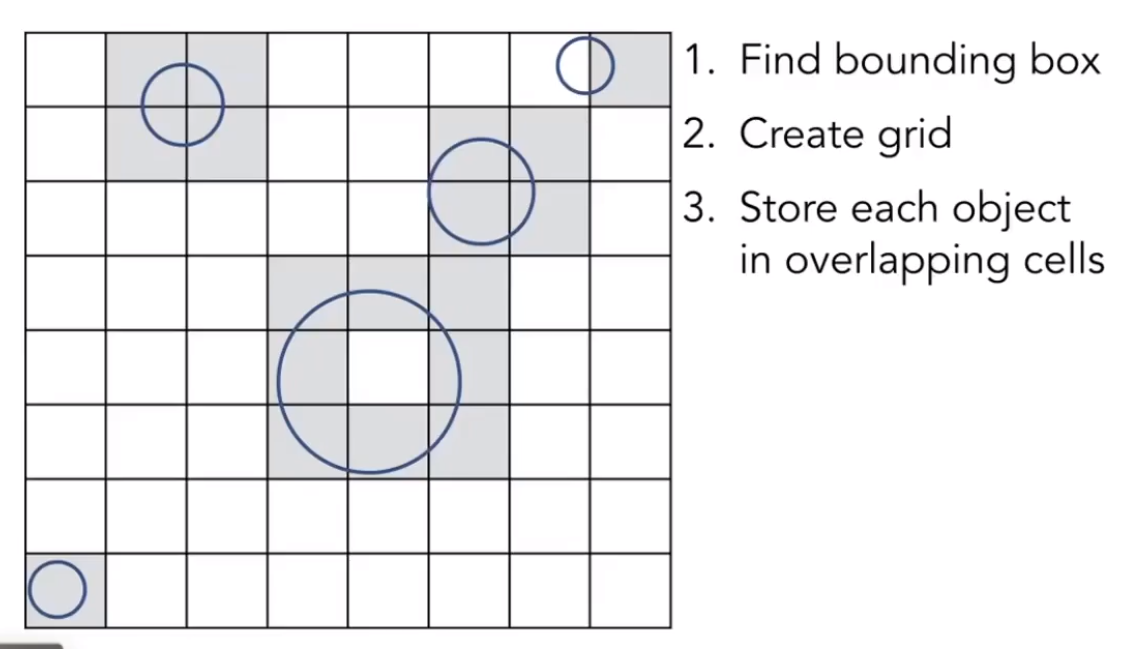 1. Find bounding box
2. Create grid
3. Store each object
in overlapping cells